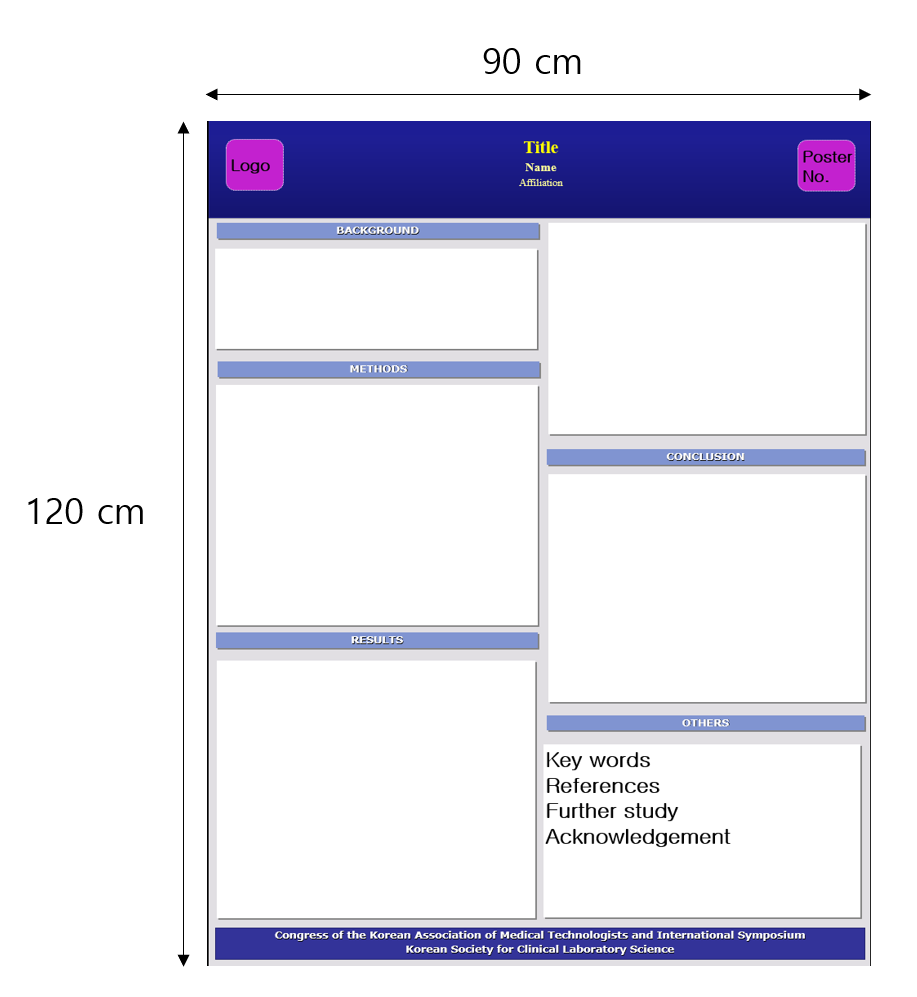 90 cm
120 cm
Logo
Title
Name
Affiliation
Poster
No.
BACKGROUND
METHODS
RESULTS
CONCLUSION
OTHERS
Key words
References
Further study
Acknowledgement
Congress of the Korean Association of Medical Technologists and International Symposium
Korean Society for Clinical Laboratory Science